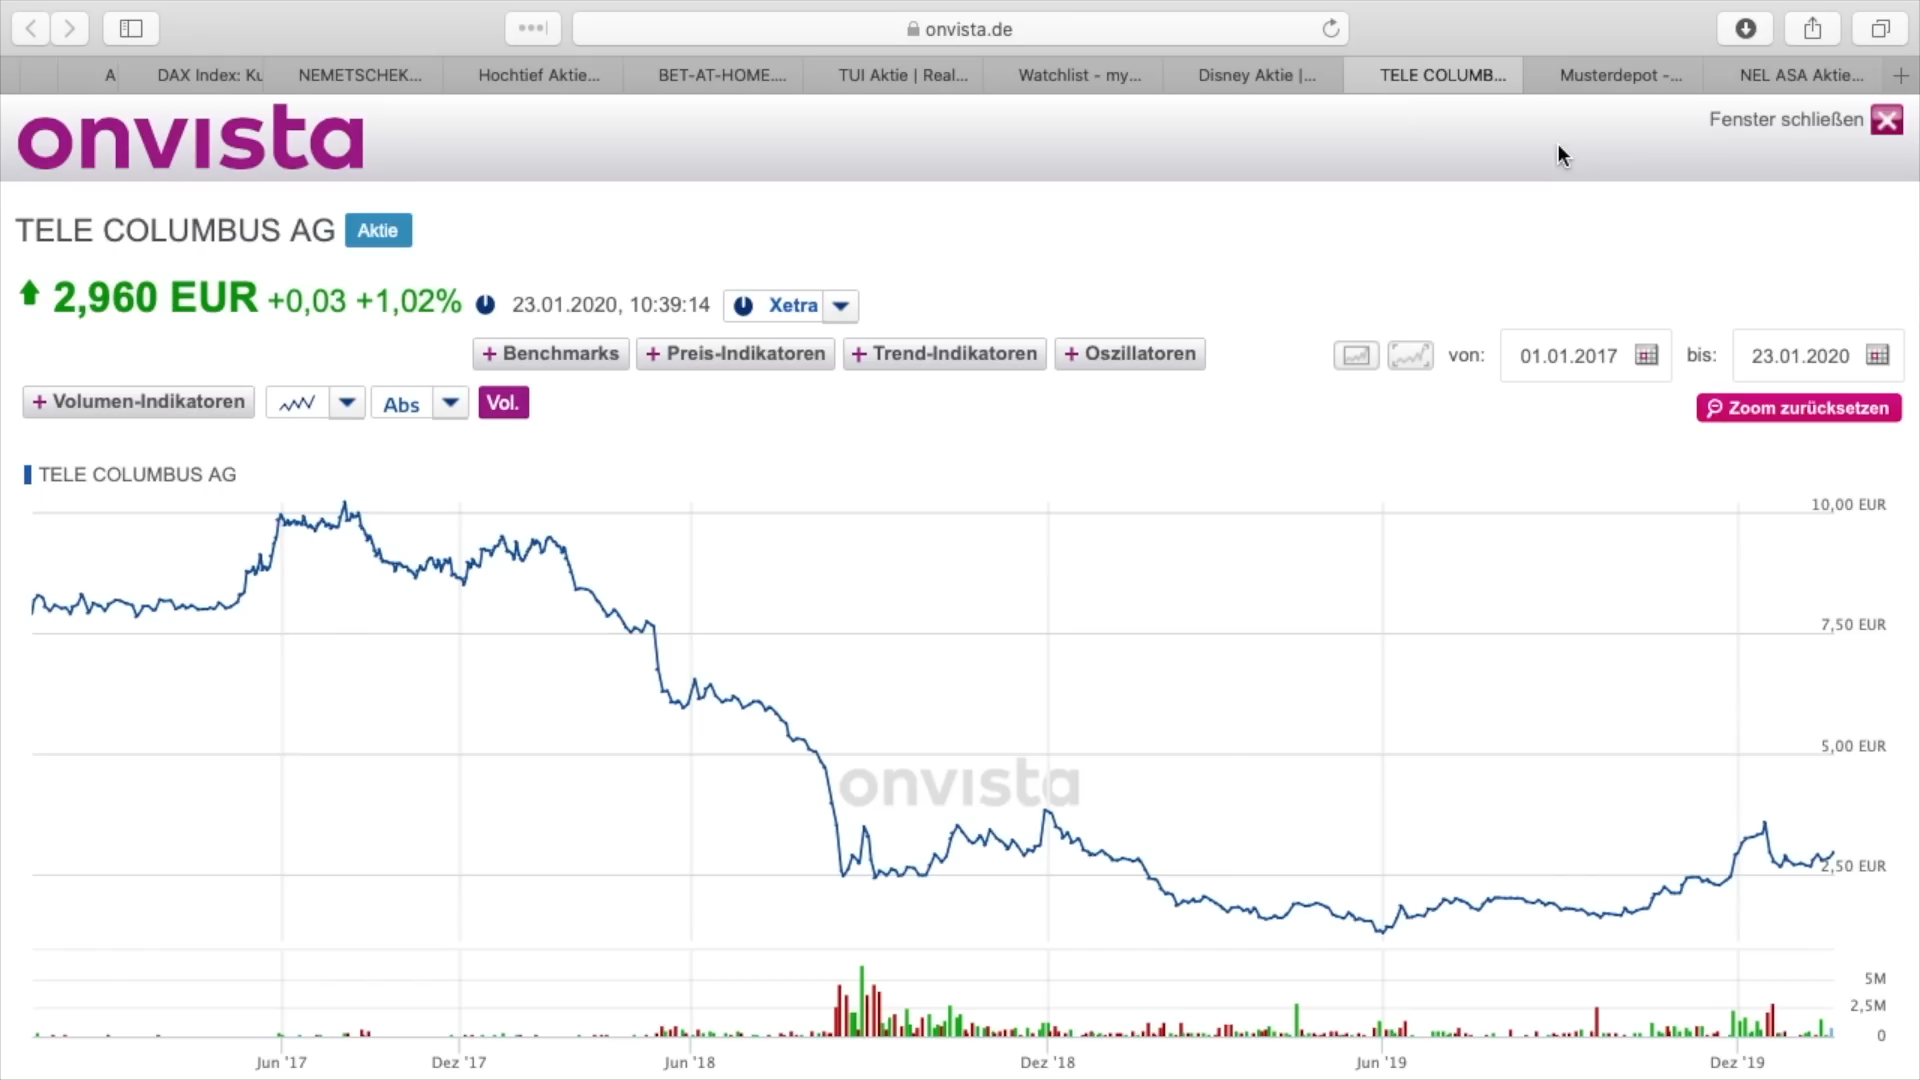 onvista.de
A
DAX Index: Ku
NEMETSCHEK...
Hochtief Aktie...
BET-AT-HOME....
TUI Aktie | Real...
Watchlist - my...
Disney Aktie |...
TELE COLUMB...
Musterdepot -...
NEL ASA Aktie...
onvista
Fenster schließen
TELE COLUMBUS AG Aktie
2,960 EUR +0,03 +1,02% 23.01.2020, 10:39:14 Xetra
+ Benchmarks + Preis-Indikatoren + Trend-Indikatoren + Oszillatoren von: 01.01.2017 bis: 23.01.2020
+ Volumen-Indikatoren Abs Vol. Zoom zurücksetzen
TELE COLUMBUS AG
10,00 EUR
7,50 EUR
5,00 EUR
onvista
2,50 EUR
5M
2,5M
0
Jun '17 Dez '17 Jun '18 Dez '18 Jun '19 Dez '19